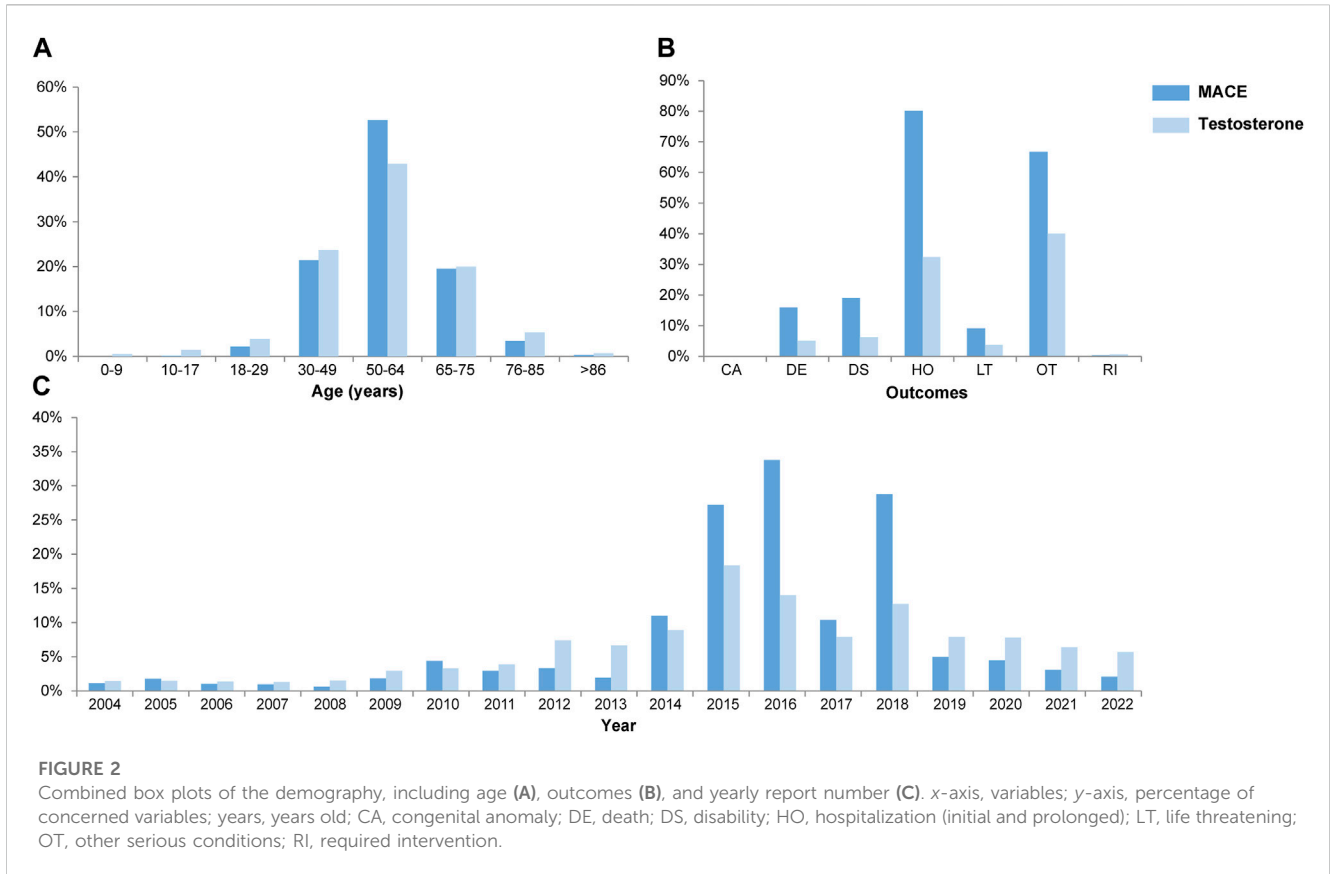 A
60%
50%
40%
30%
20%
10%
0%
0-9 10-17 18-29 30-49 50-64 65-75 76-85 >86
Age (years)
B
90%
80%
70%
60%
50%
40%
30%
20%
10%
0%
CA DE DS HO LT OT RI
Outcomes
MACE
Testosterone
C
40%
35%
30%
25%
20%
15%
10%
5%
0%
2004 2005 2006 2007 2008 2009 2010 2011 2012 2013 2014 2015 2016 2017 2018 2019 2020 2021 2022
Year
FIGURE 2
Combined box plots of the demography, including age (A), outcomes (B), and yearly report number (C). x-axis, variables; y-axis, percentage of
concerned variables; years, years old; CA, congenital anomaly; DE, death; DS, disability; HO, hospitalization (initial and prolonged); LT, life threatening;
OT, other serious conditions; RI, required intervention.